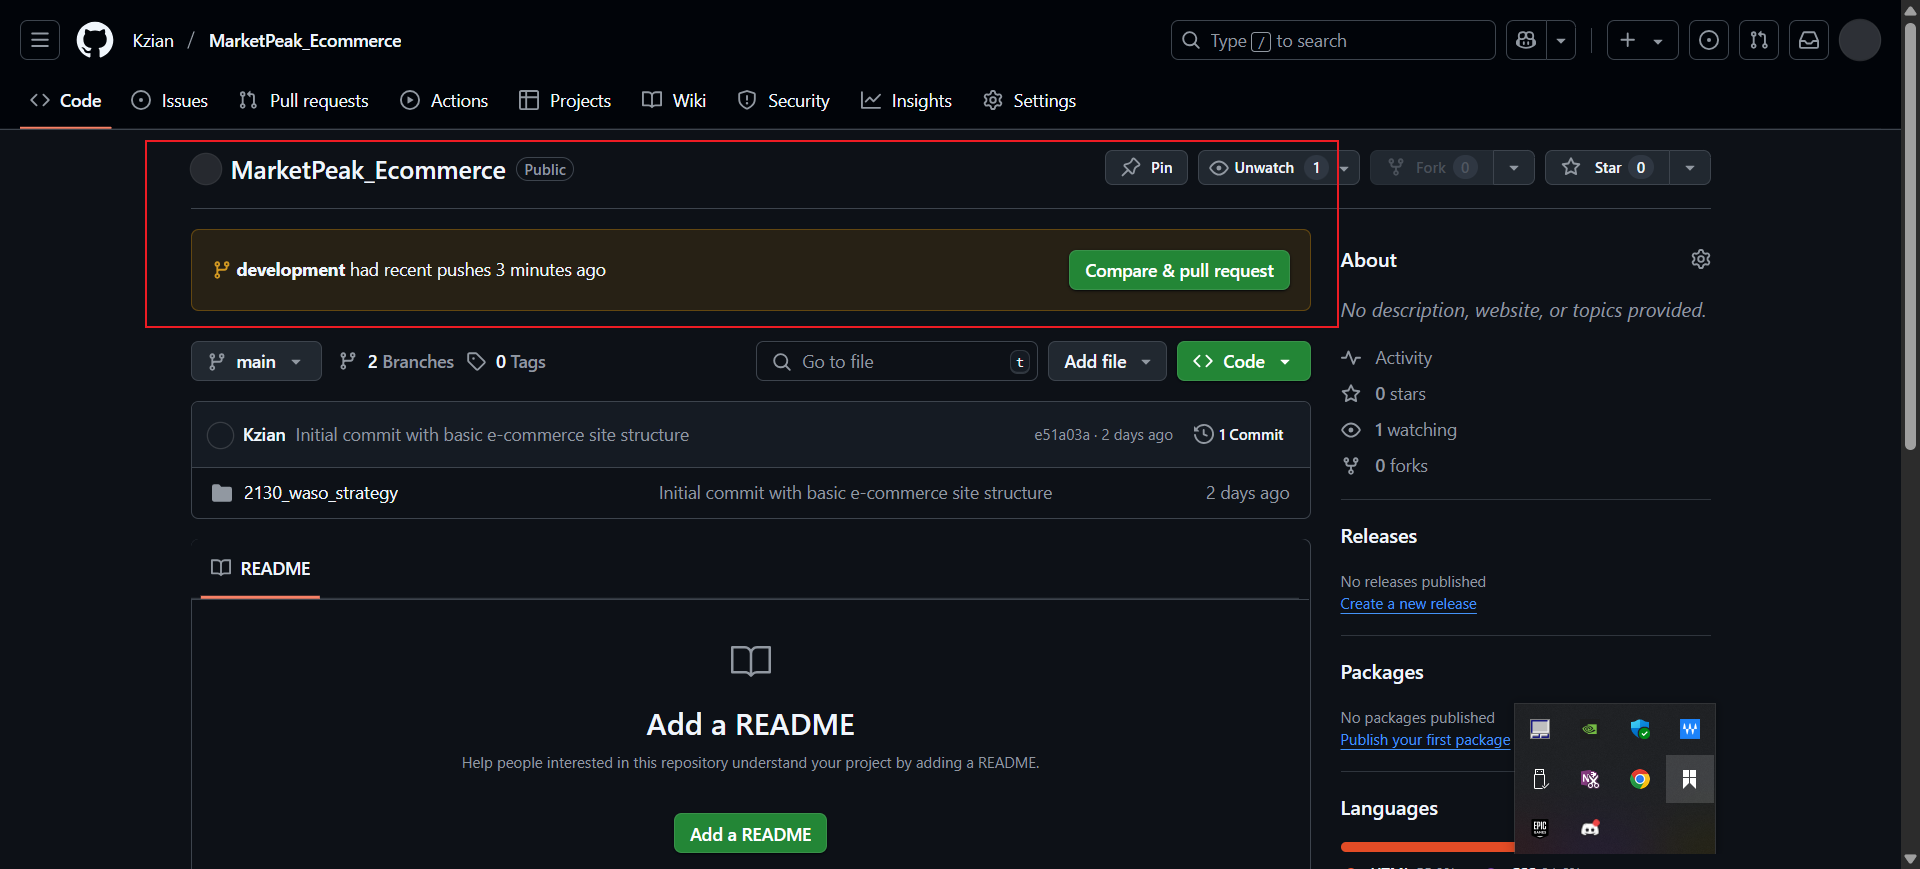 Kzian / MarketPeak_Ecommerce
Type / to search
Code Issues Pull requests Actions Projects Wiki Security Insights Settings
MarketPeak_Ecommerce Public
Pin Unwatch 1 Fork 0 Star 0
development had recent pushes 3 minutes ago
Compare & pull request
main 2 Branches 0 Tags
Go to file t
Add file
Code
Kzian Initial commit with basic e-commerce site structure e51a03a · 2 days ago 1 Commit
2130_waso_strategy Initial commit with basic e-commerce site structure 2 days ago
README
Add a README
Help people interested in this repository understand your project by adding a README.
Add a README
About
No description, website, or topics provided.
Activity
0 stars
1 watching
0 forks
Releases
No releases published
Create a new release
Packages
No packages published
Publish your first package
Languages
EPIC